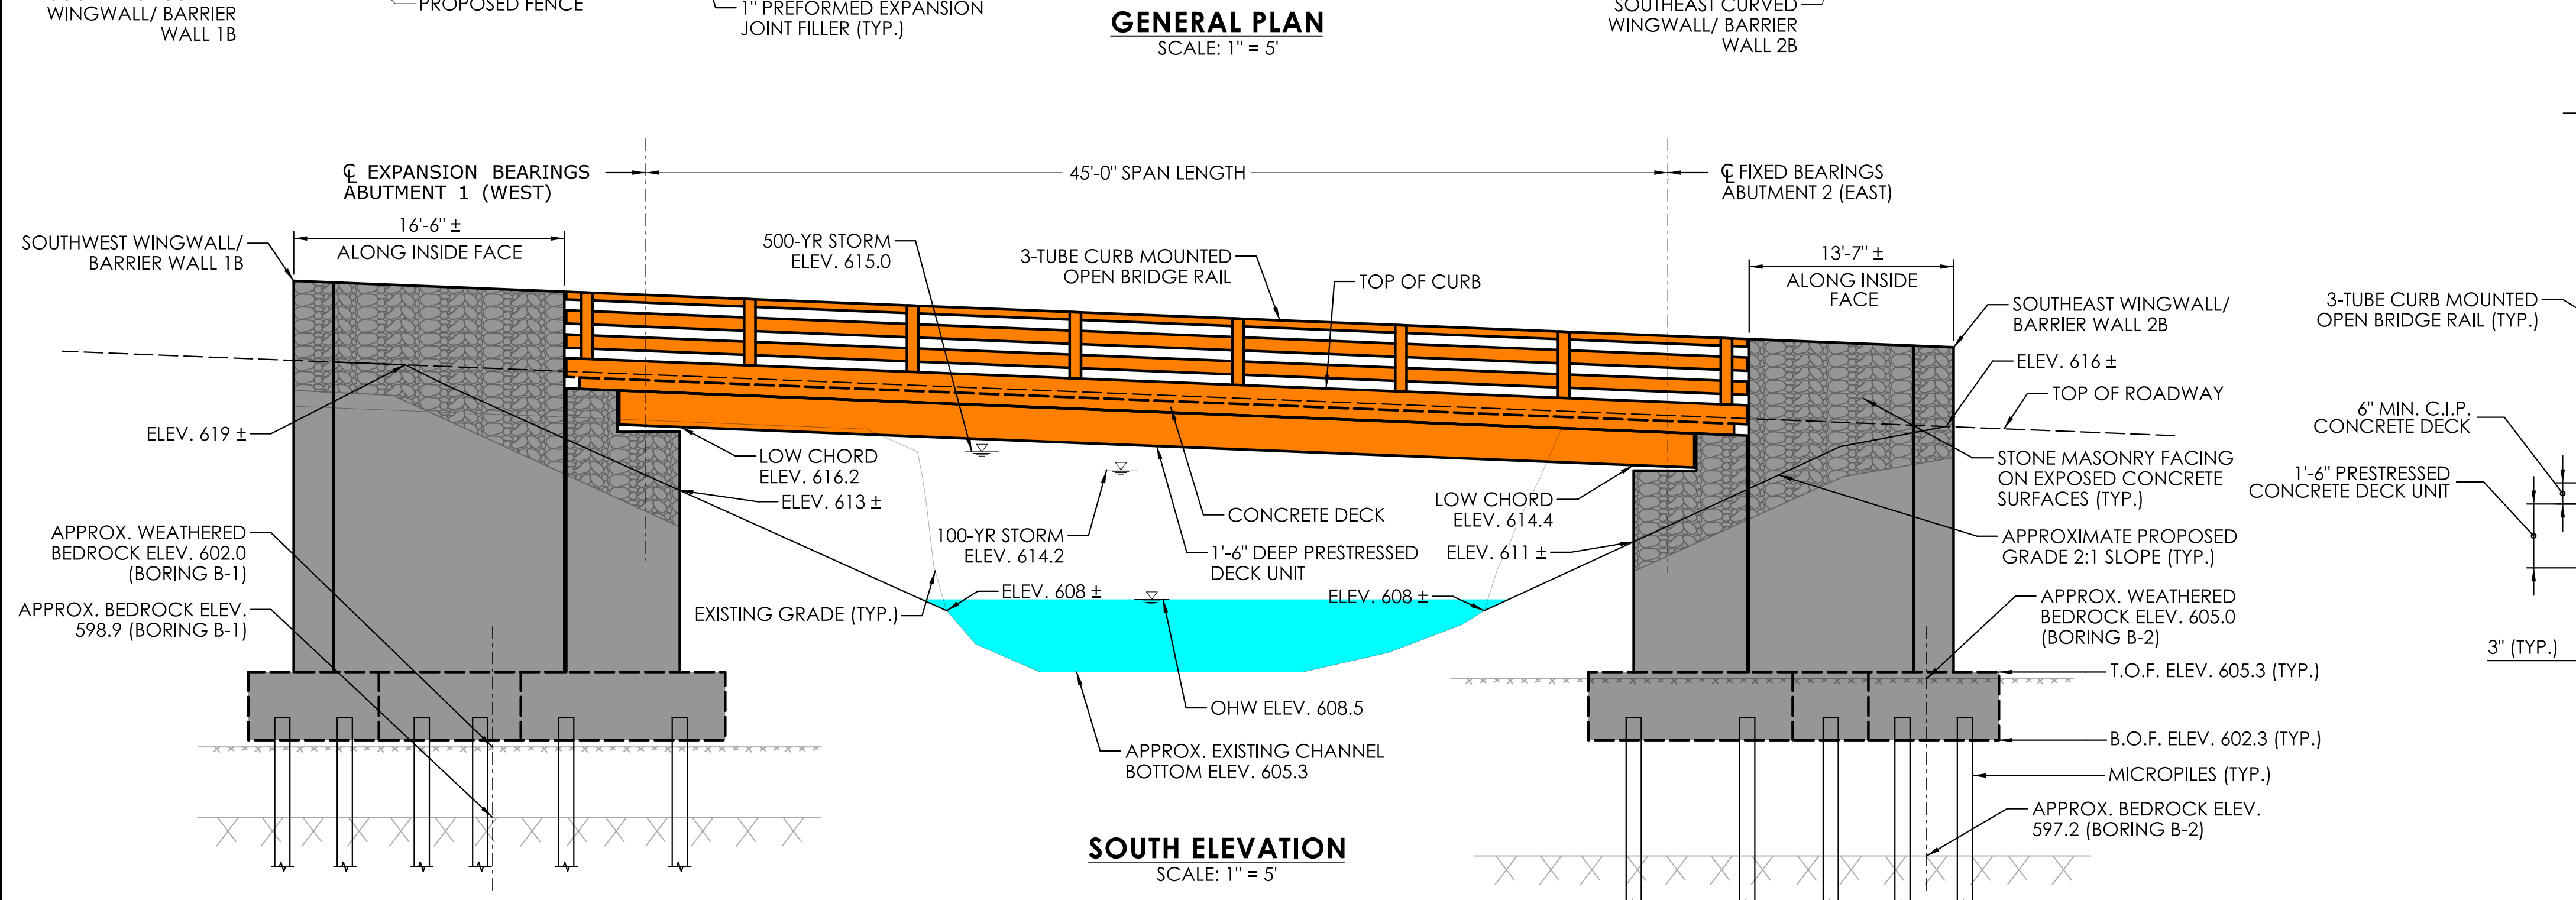 WINGWALL/ BARRIER
WALL 1B
PROPOSED FENCE
1" PREFORMED EXPANSION
JOINT FILLER (TYP.)
GENERAL PLAN
SCALE: 1" = 5'
SOUTHEAST CURVED
WINGWALL/ BARRIER
WALL 2B
℄ EXPANSION BEARINGS
ABUTMENT 1 (WEST)
45'-0" SPAN LENGTH
℄ FIXED BEARINGS
ABUTMENT 2 (EAST)
SOUTHWEST WINGWALL/
BARRIER WALL 1B
16'-6" ±
ALONG INSIDE FACE
500-YR STORM
ELEV. 615.0
3-TUBE CURB MOUNTED
OPEN BRIDGE RAIL
TOP OF CURB
13'-7" ±
ALONG INSIDE
FACE
SOUTHEAST WINGWALL/
BARRIER WALL 2B
3-TUBE CURB MOUNTED
OPEN BRIDGE RAIL (TYP.)
ELEV. 616 ±
TOP OF ROADWAY
6" MIN. C.I.P.
CONCRETE DECK
ELEV. 619 ±
LOW CHORD
ELEV. 616.2
ELEV. 613 ±
STONE MASONRY FACING
ON EXPOSED CONCRETE
SURFACES (TYP.)
1'-6" PRESTRESSED
CONCRETE DECK UNIT
LOW CHORD
ELEV. 614.4
CONCRETE DECK
100-YR STORM
ELEV. 614.2
1'-6" DEEP PRESTRESSED
DECK UNIT
ELEV. 611 ±
APPROXIMATE PROPOSED
GRADE 2:1 SLOPE (TYP.)
APPROX. WEATHERED
BEDROCK ELEV. 602.0
(BORING B-1)
APPROX. BEDROCK ELEV.
598.9 (BORING B-1)
EXISTING GRADE (TYP.)
ELEV. 608 ±
ELEV. 608 ±
APPROX. WEATHERED
BEDROCK ELEV. 605.0
(BORING B-2)
3" (TYP.)
T.O.F. ELEV. 605.3 (TYP.)
OHW ELEV. 608.5
APPROX. EXISTING CHANNEL
BOTTOM ELEV. 605.3
B.O.F. ELEV. 602.3 (TYP.)
MICROPILES (TYP.)
APPROX. BEDROCK ELEV.
597.2 (BORING B-2)
SOUTH ELEVATION
SCALE: 1" = 5'